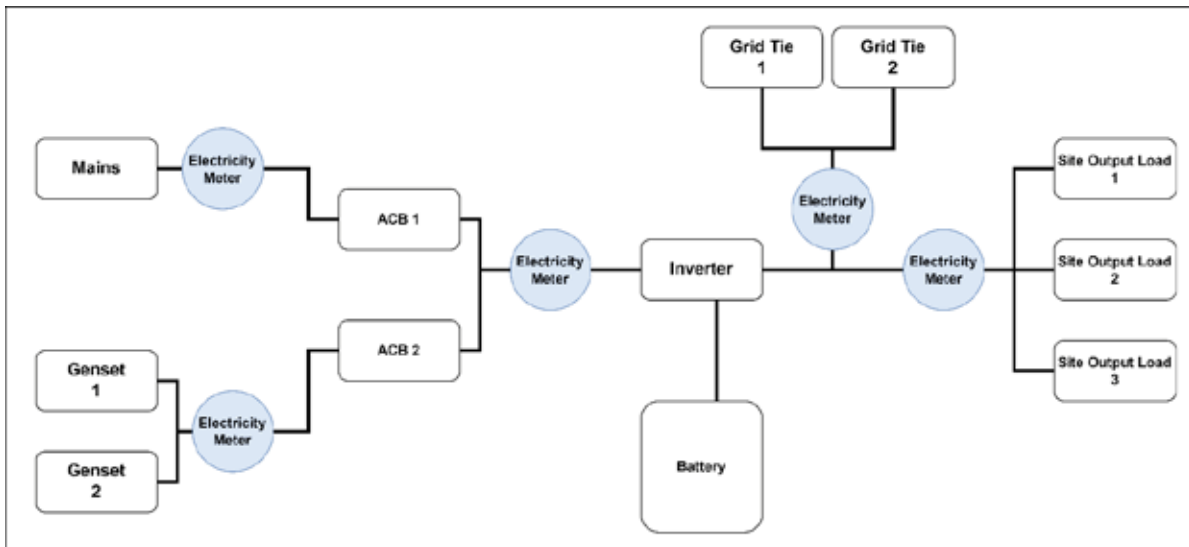 Grid Tie
1
Grid Tie
2
Mains
Electricity
Meter
ACB 1
Electricity
Meter
Site Output Load
1
Electricity
Meter
Inverter
Electricity
Meter
Site Output Load
2
ACB 2
Genset
1
Electricity
Meter
Site Output Load
3
Genset
2
Battery